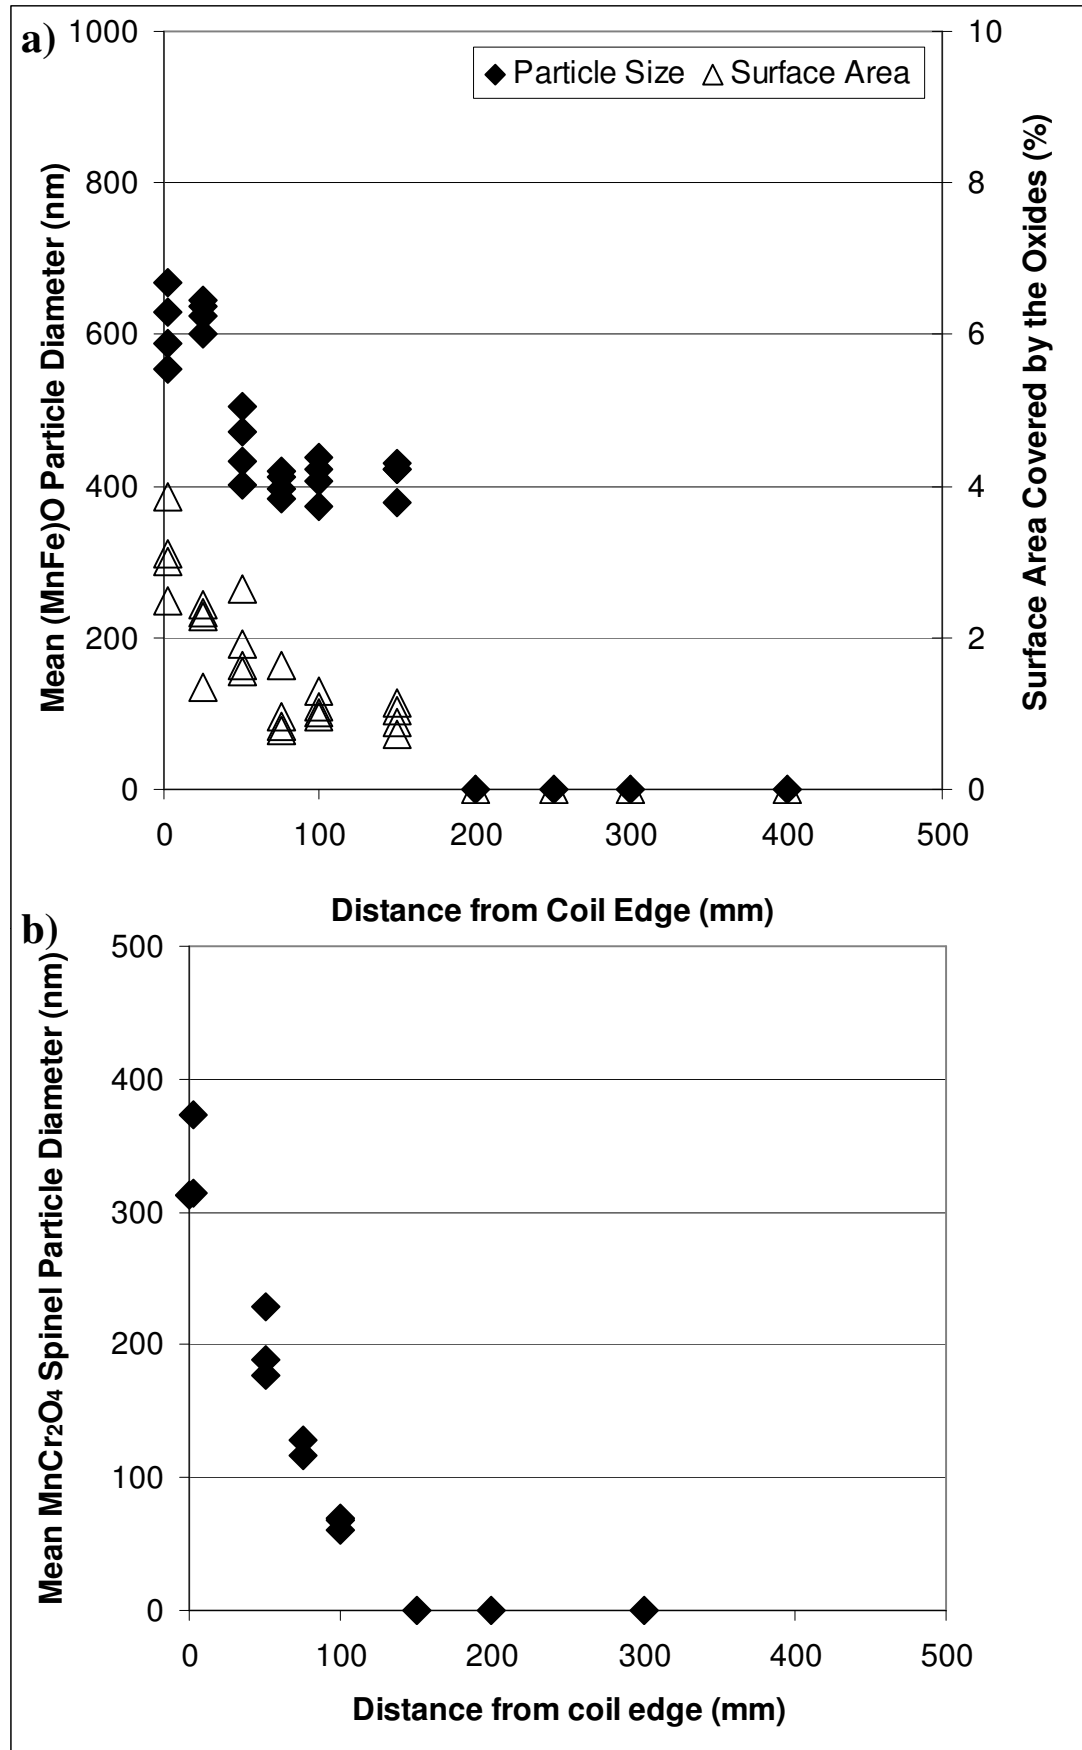 a)
1000 10
Particle Size Surface Area
800 8
600 6
400 4
200 2
0 0
0 100 200 300 400 500
Mean (MnFe)O Particle Diameter (nm)
Surface Area Covered by the Oxides (%)
Distance from Coil Edge (mm)
b)
500
400
300
200
100
0
0 100 200 300 400 500
Mean MnCr₂O₄ Spinel Particle Diameter (nm)
Distance from coil edge (mm)